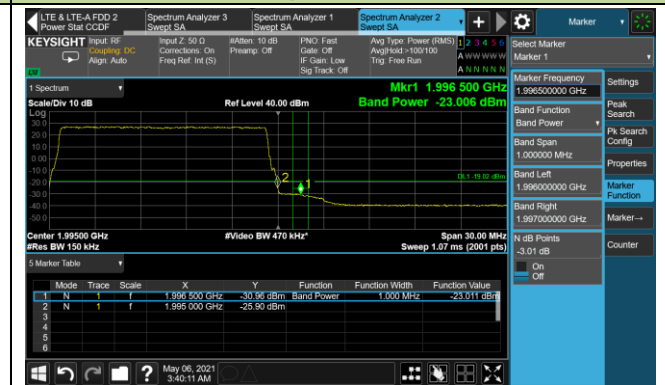 LTE & LTE-A FDD 2
Power Stat CCDF
Spectrum Analyzer 3
Swept SA
Spectrum Analyzer 1
Swept SA
Spectrum Analyzer 2
Swept SA
Marker
KEYSIGHT
Input: RF
Coupling: DC
Align: Auto
Input Z: 50 Ω
Corrections: On
Freq Ref: Int (S)
#Atten: 10 dB
Preamp: Off
PNO: Fast
Gate: Off
IF Gain: Low
Sig Track: Off
Avg Type: Power (RMS)
Avg|Hold:>100/100
Trig: Free Run
1 2 3 4 5 6
A W W W W W
A N N N N N
Select Marker
Marker 1
1 Spectrum
Scale/Div 10 dB
Log
Ref Level 40.00 dBm
Mkr1 1.996 500 GHz
Band Power -23.006 dBm
30.0
20.0
10.0
0.00
-10.0
-20.0
-30.0
-40.0
-50.0
DL1 -19.02 dBm
2
1
Center 1.99500 GHz
#Res BW 150 kHz
#Video BW 470 kHz*
Span 30.00 MHz
Sweep 1.07 ms (2001 pts)
5 Marker Table
Mode Trace Scale X Y Function Function Width Function Value
1 N 1 f 1.996 500 GHz -30.96 dBm Band Power 1.000 MHz -23.011 dBm
2 N 1 f 1.995 000 GHz -25.90 dBm
3
4
5
6
Marker Frequency
1.996500000 GHz
Band Function
Band Power
Band Span
1.000000 MHz
Band Left
1.996000000 GHz
Band Right
1.997000000 GHz
N dB Points
-3.01 dB
On
Off
Settings
Peak
Search
Pk Search
Config
Properties
Marker
Function
Marker→
Counter
?
May 06, 2021
3:40:11 AM